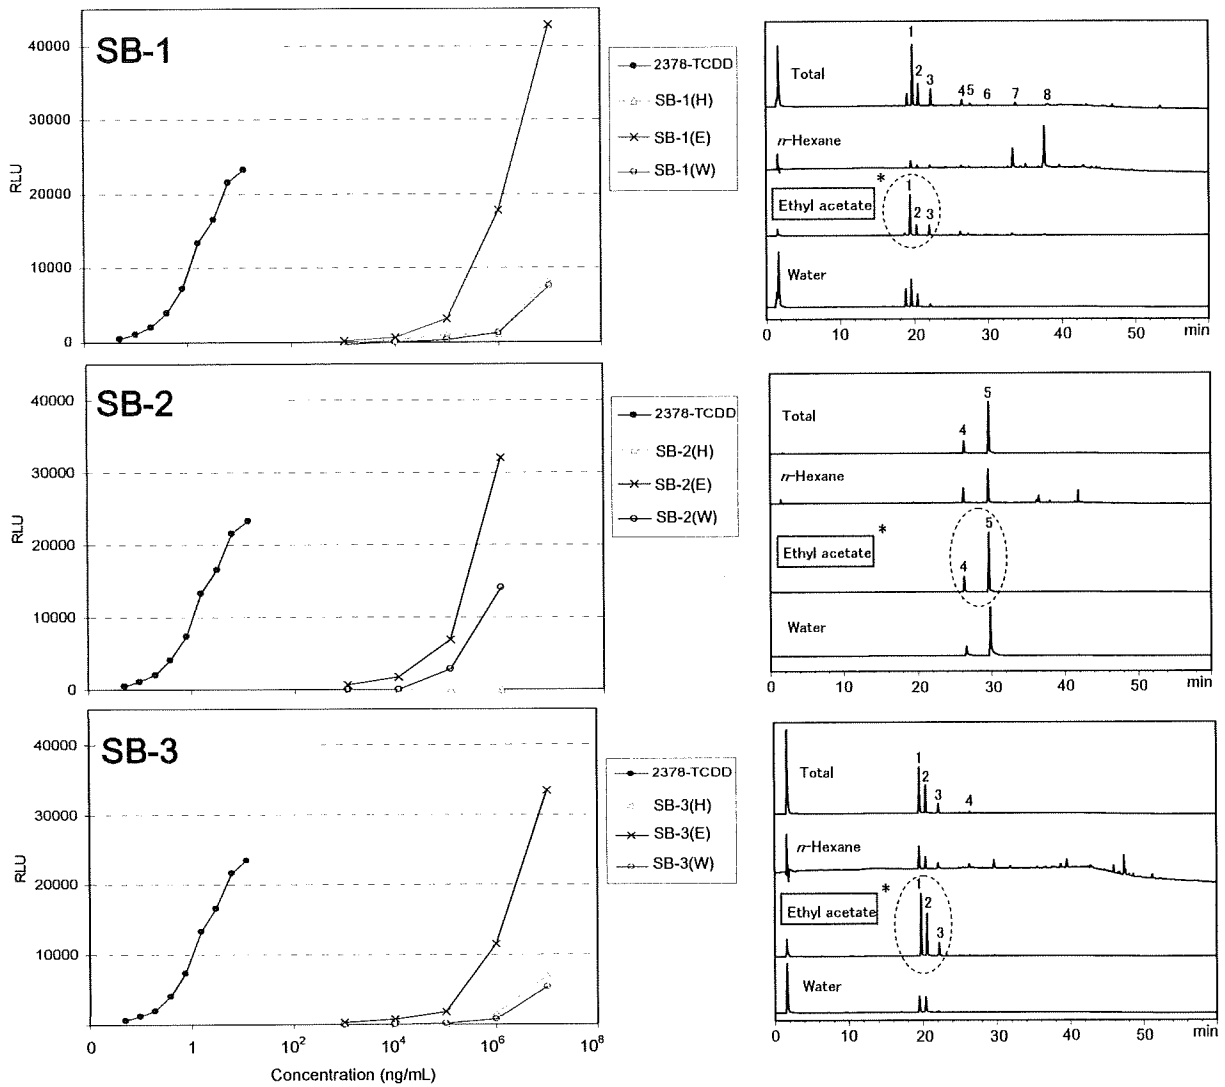 SB-1
40000
30000
20000
10000
0
RLU
2378-TCDD
SB-1(H)
SB-1(E)
SB-1(W)
Total
1
2
3
4
5
6
7
8
n-Hexane
Ethyl acetate
*
1
2
3
Water
0 10 20 30 40 50 min
SB-2
40000
30000
20000
10000
0
RLU
2378-TCDD
SB-2(H)
SB-2(E)
SB-2(W)
Total
4
5
n-Hexane
Ethyl acetate
*
4
5
Water
0 10 20 30 40 50 min
SB-3
40000
30000
20000
10000
RLU
2378-TCDD
SB-3(H)
SB-3(E)
SB-3(W)
0 1 10² 10⁴ 10⁶ 10⁸
Concentration (ng/mL)
Total
1
2
3
4
n-Hexane
Ethyl acetate
*
1
2
3
Water
0 10 20 30 40 50 min